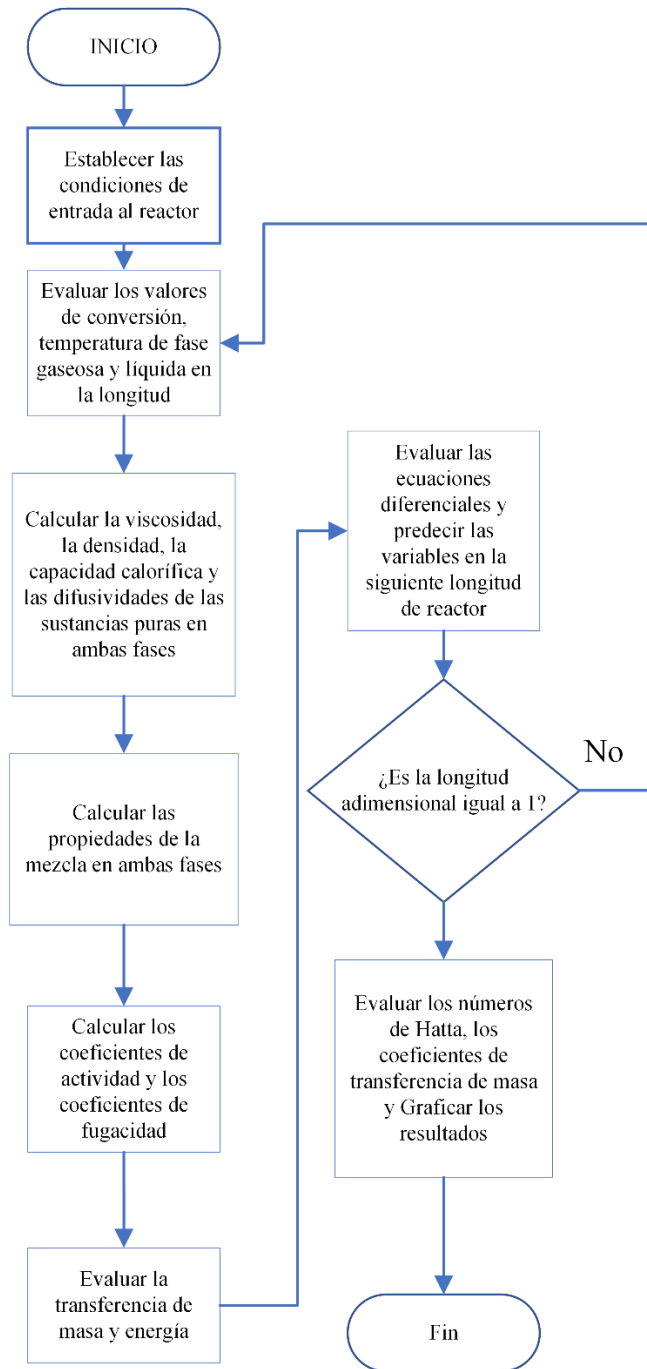 INICIO
Establecer las
condiciones de
entrada al reactor
Evaluar los valores
de conversión,
temperatura de fase
gaseosa y líquida en
la longitud
Calcular la viscosidad,
la densidad, la
capacidad calorífica y
las difusividades de las
sustancias puras en
ambas fases
Calcular las
propiedades de la
mezcla en ambas fases
Calcular los
coeficientes de
actividad y los
coeficientes de
fugacidad
Evaluar la
transferencia de
masa y energía
Evaluar las
ecuaciones
diferenciales y
predecir las
variables en la
siguiente longitud
de reactor
¿Es la longitud
adimensional igual a 1?
No
Evaluar los números
de Hatta, los
coeficientes de
transferencia de masa
y Graficar los
resultados
Fin